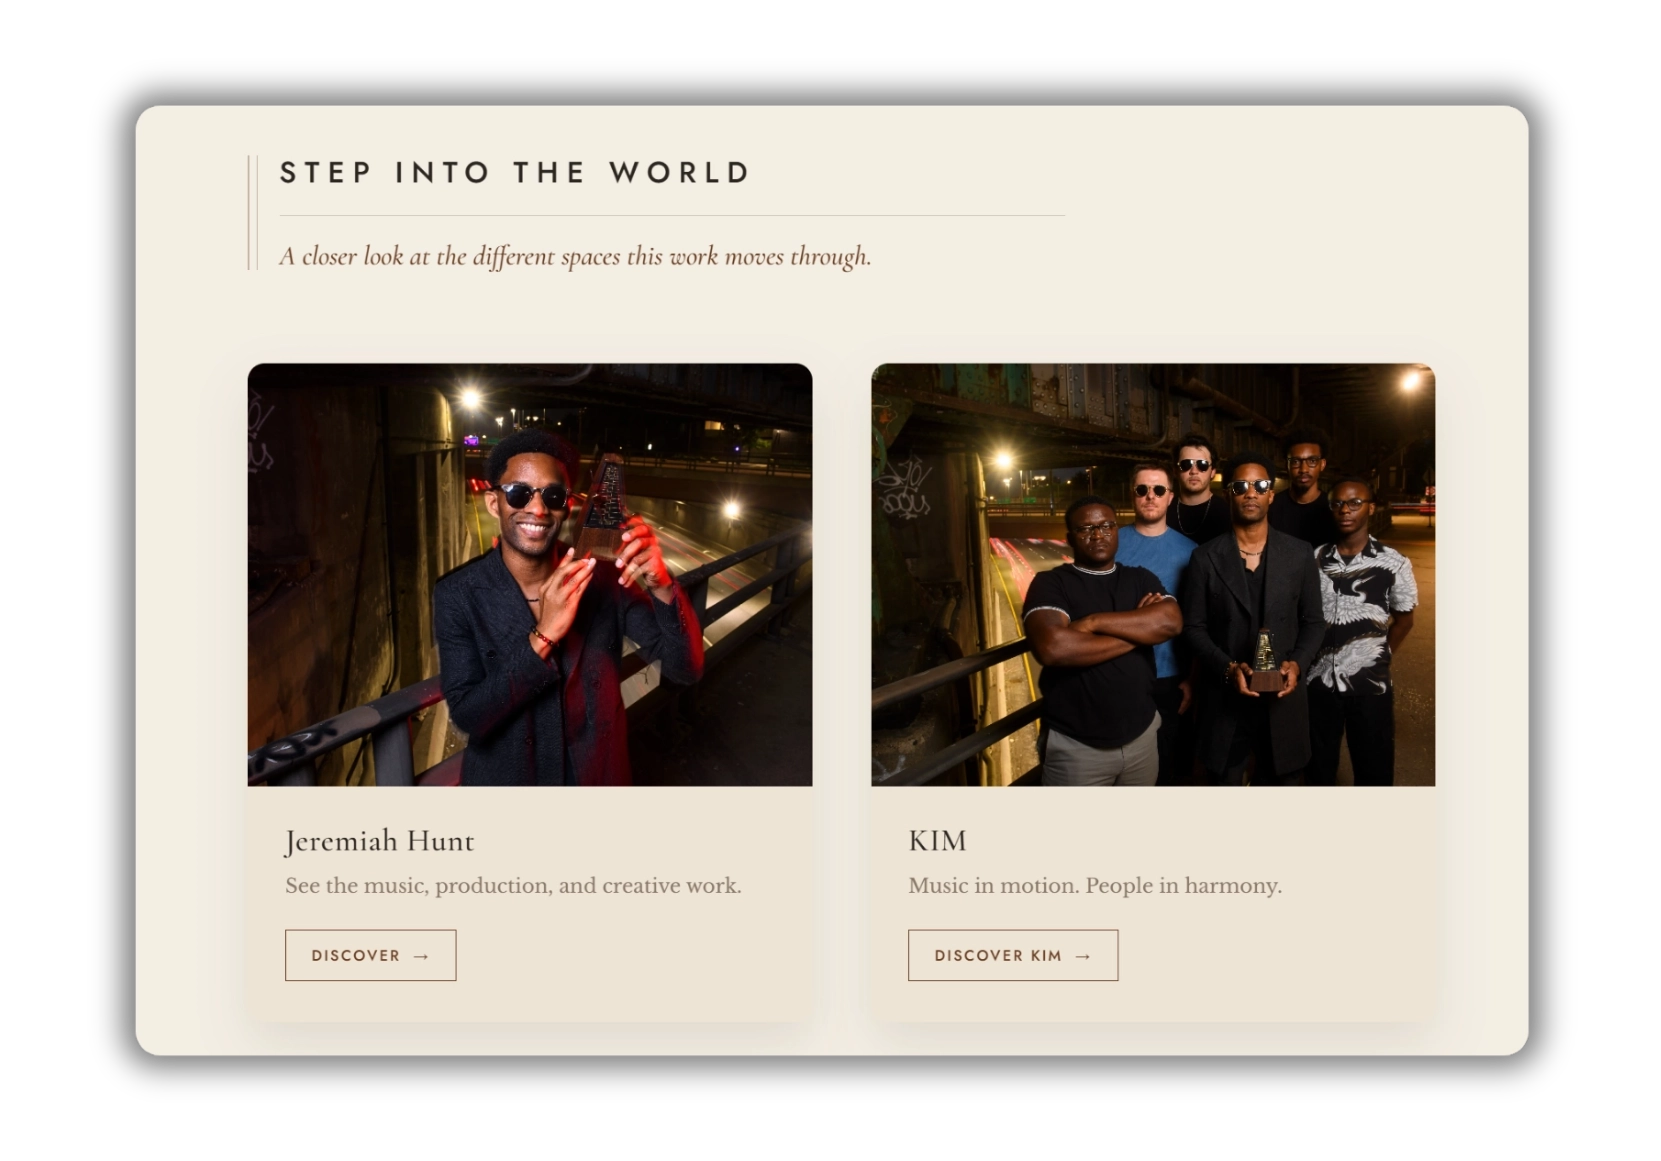 STEP INTO THE WORLD
A closer look at the different spaces this work moves through.
Jeremiah Hunt
See the music, production, and creative work.
DISCOVER →
KIM
Music in motion. People in harmony.
DISCOVER KIM →